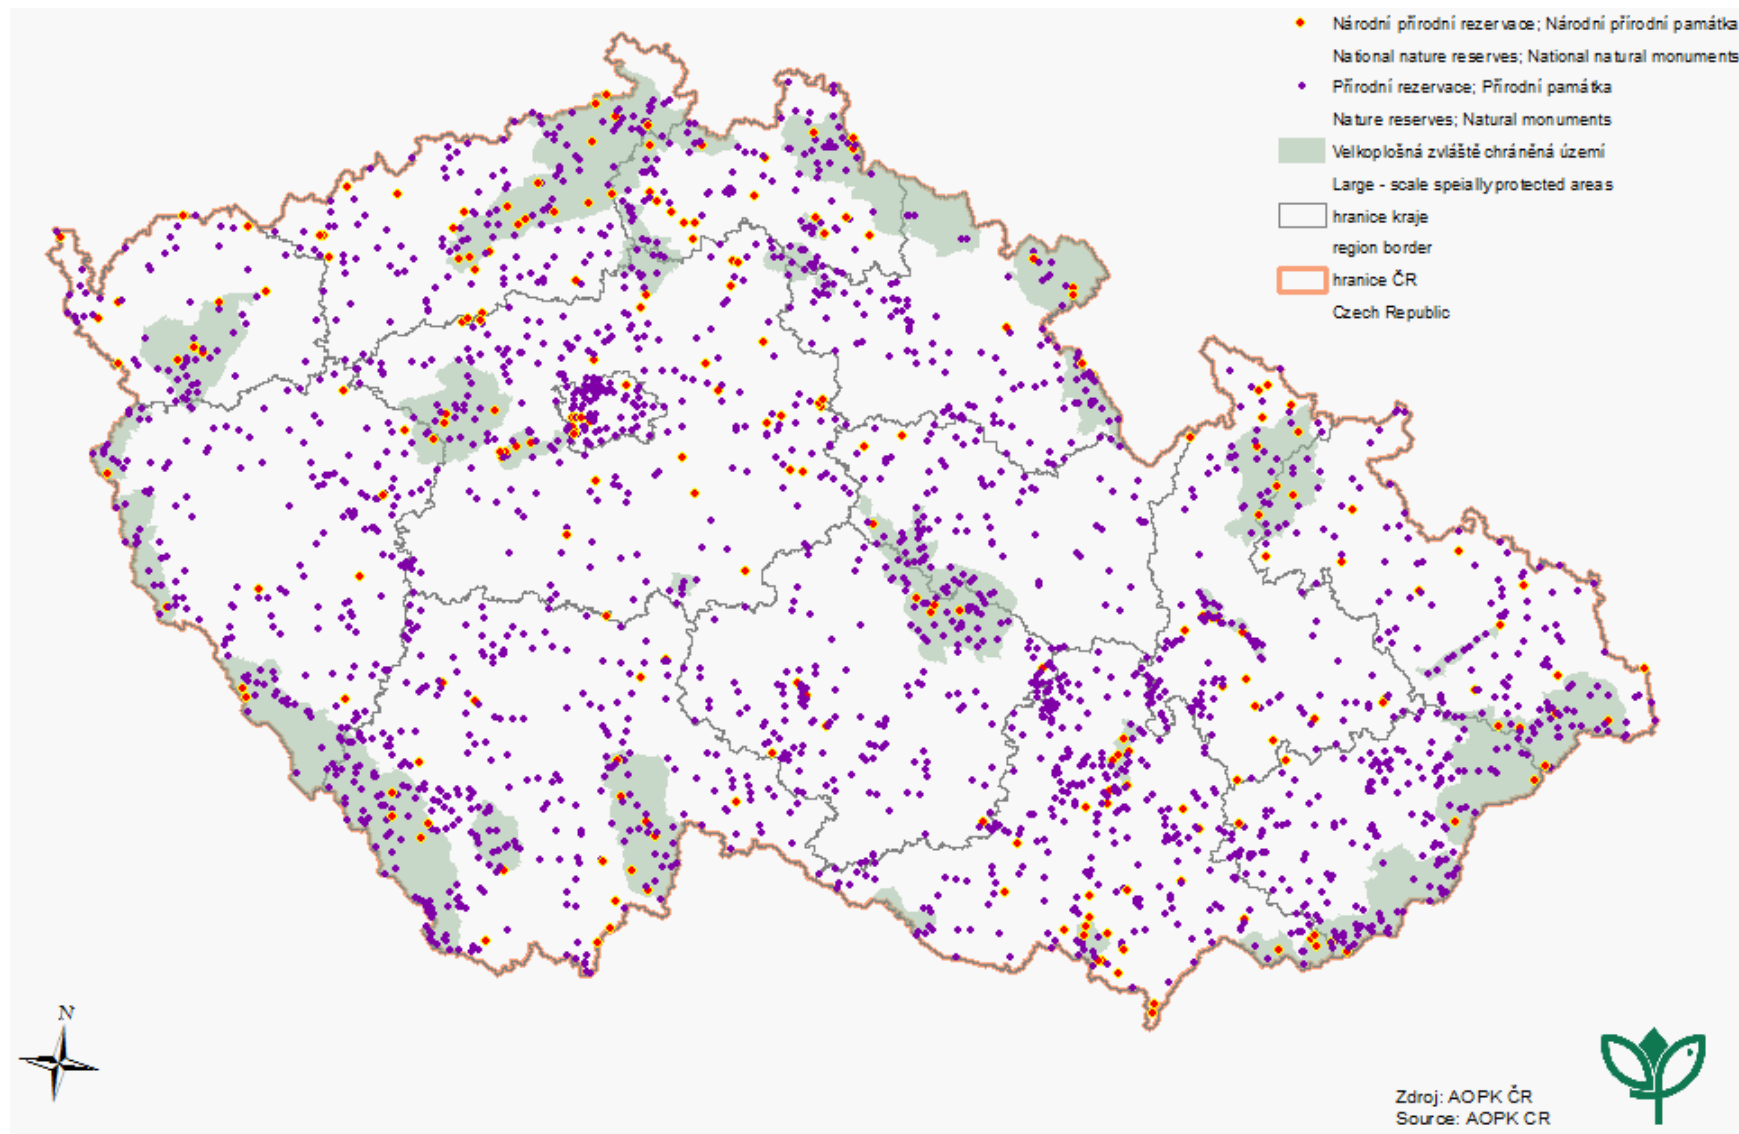 Národní přírodní rezervace; Národní přírodní památka
National nature reserves; National natural monuments
Přírodní rezervace; Přírodní památka
Nature reserves; Natural monuments
Velkoplošná zvláště chráněná území
Large - scale speially protected areas
hranice kraje
region border
hranice ČR
Czech Republic
N
Zdroj: AOPK ČR
Source: AOPK CR